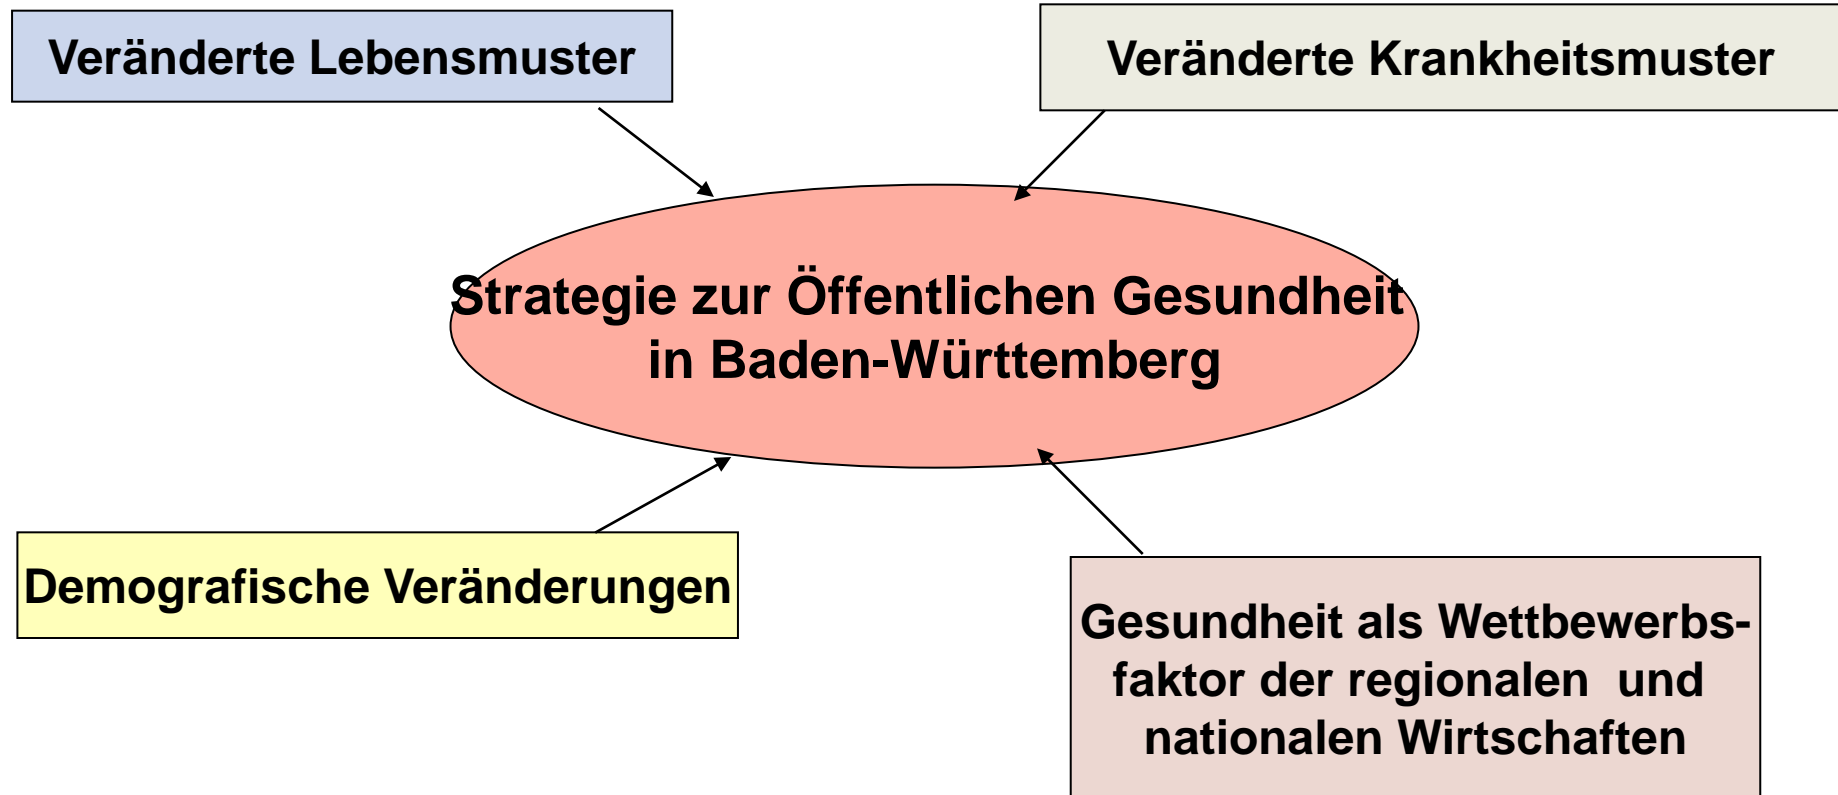 Veränderte Lebensmuster
Veränderte Krankheitsmuster
Strategie zur Öffentlichen Gesundheit
in Baden-Württemberg
Demografische Veränderungen
Gesundheit als Wettbewerbs-
faktor der regionalen  und
nationalen Wirtschaften